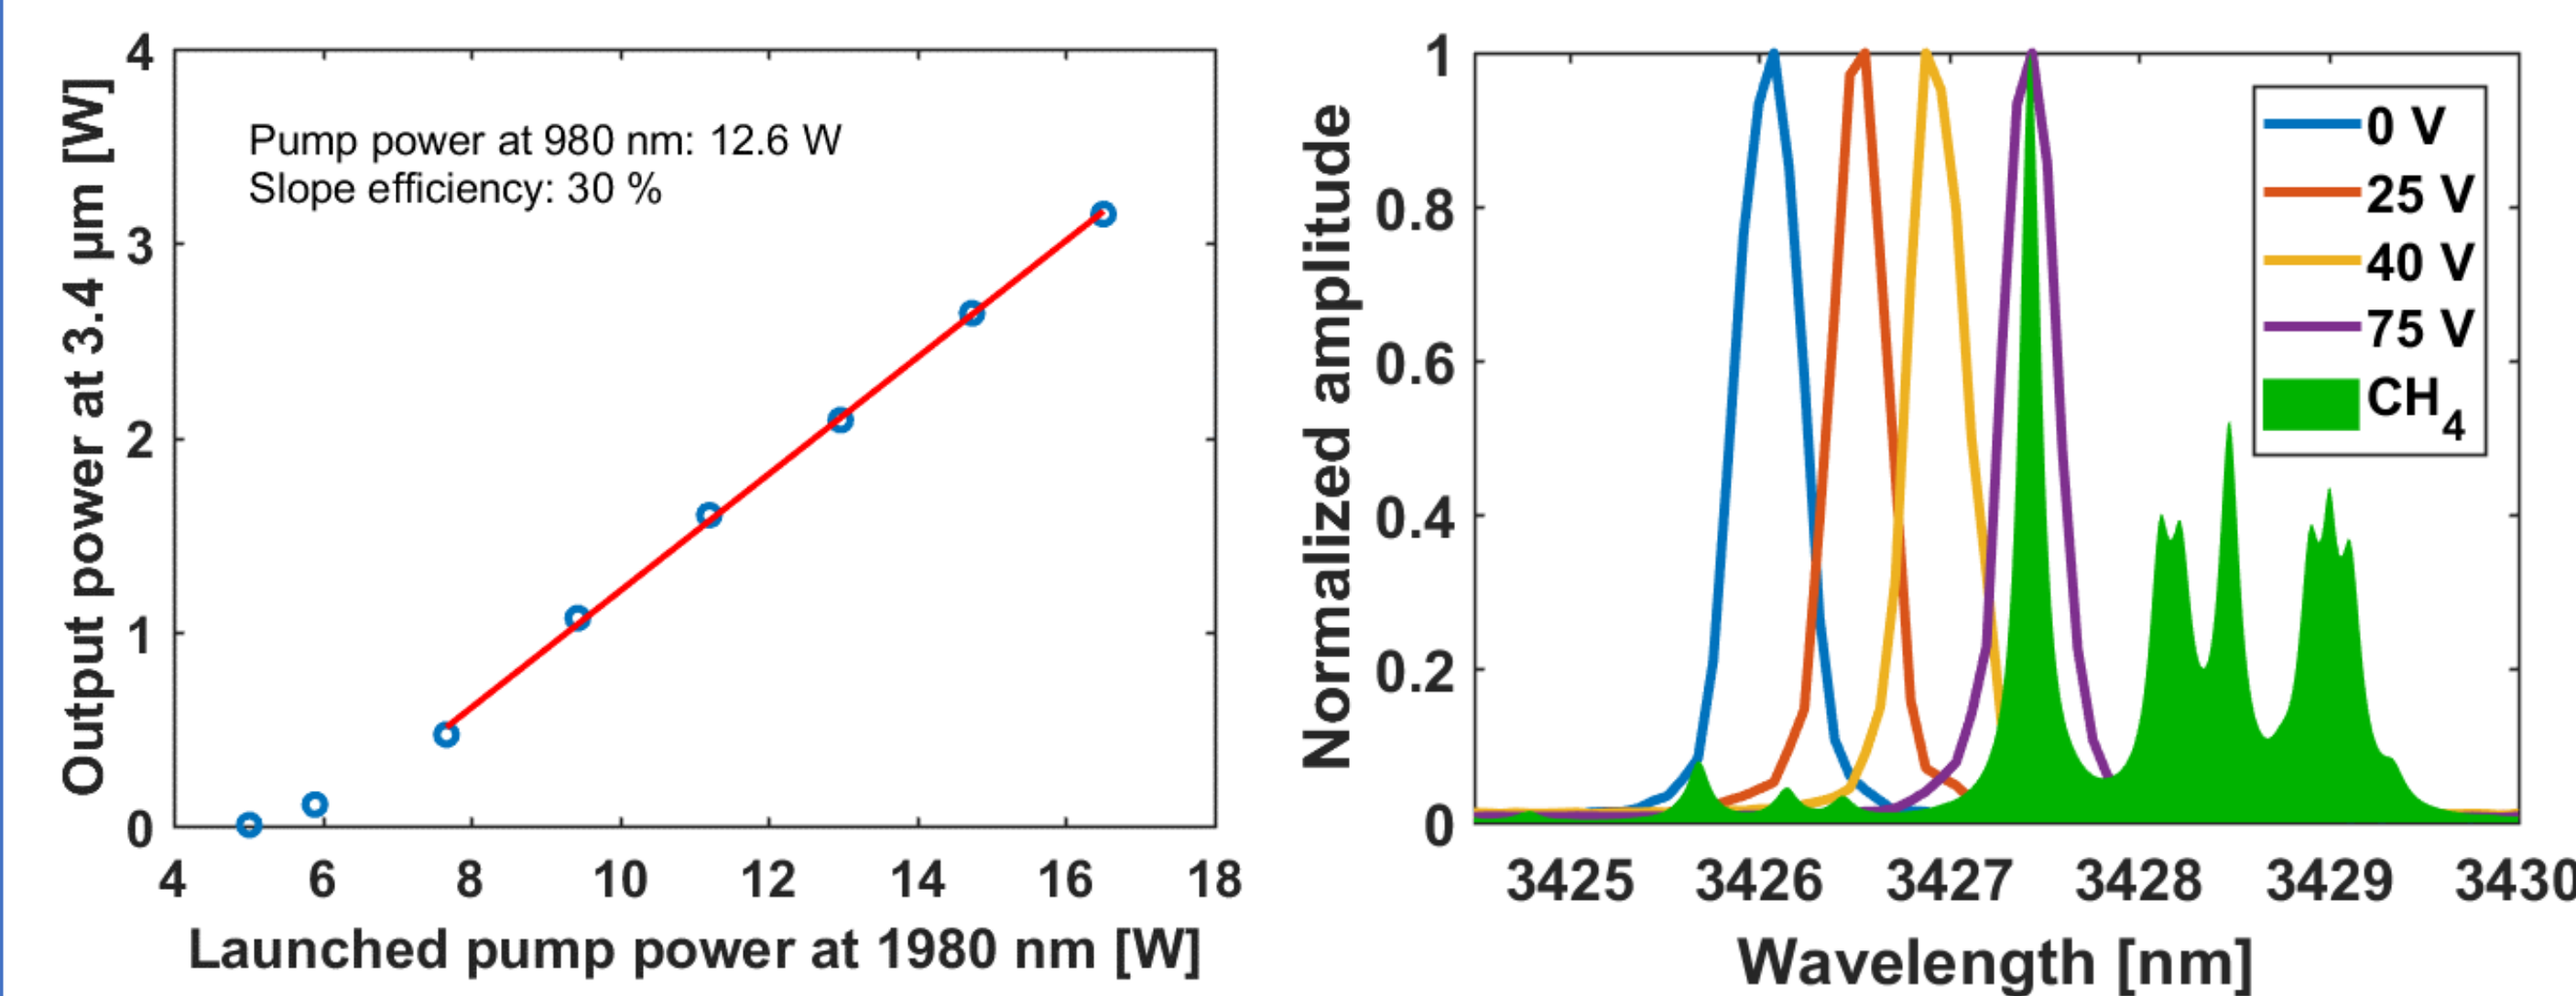 Output power at 3.4 µm [W]
4
3
2
1
0
Pump power at 980 nm: 12.6 W
Slope efficiency: 30 %
4 6 8 10 12 14 16 18
Launched pump power at 1980 nm [W]
Normalized amplitude
1
0.8
0.6
0.4
0.2
0
0 V
25 V
40 V
75 V
CH4
3425 3426 3427 3428 3429 3430
Wavelength [nm]